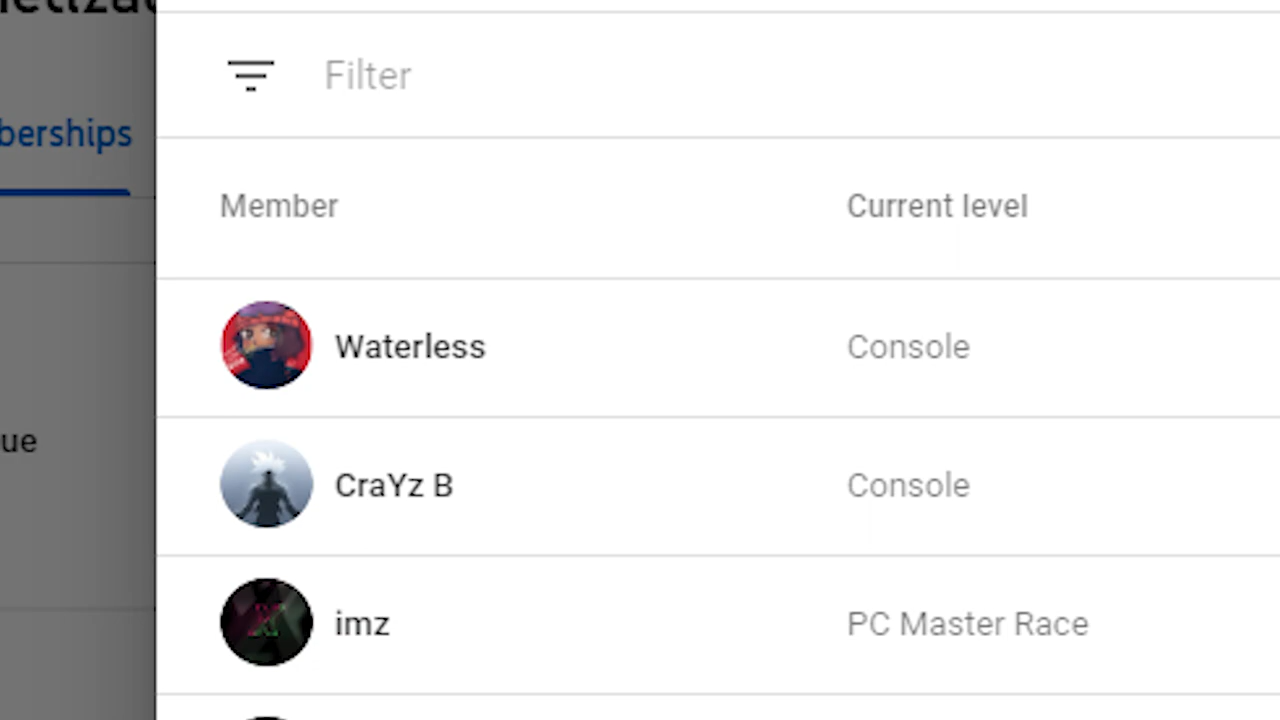 Filter
berships
Member Current level
Waterless Console
ue
CraYz B Console
imz PC Master Race